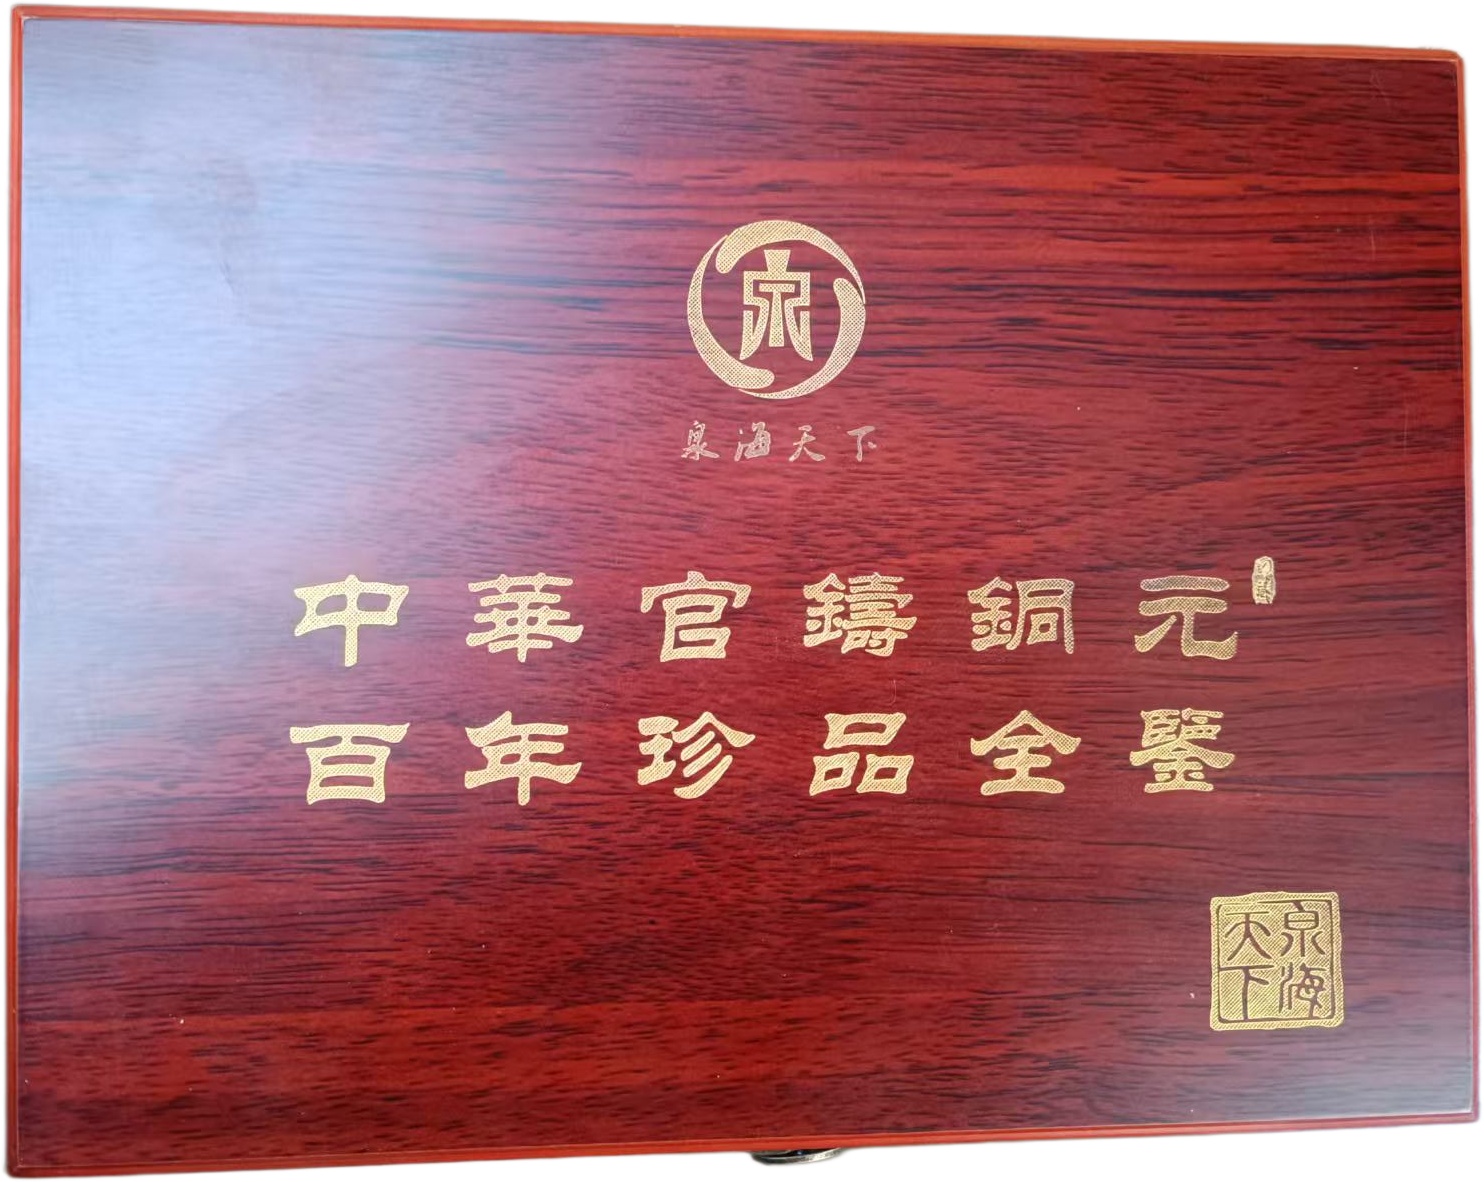 泉
泉海天下
中華官鑄銅元
百年珍品全鑒
泉海
天下